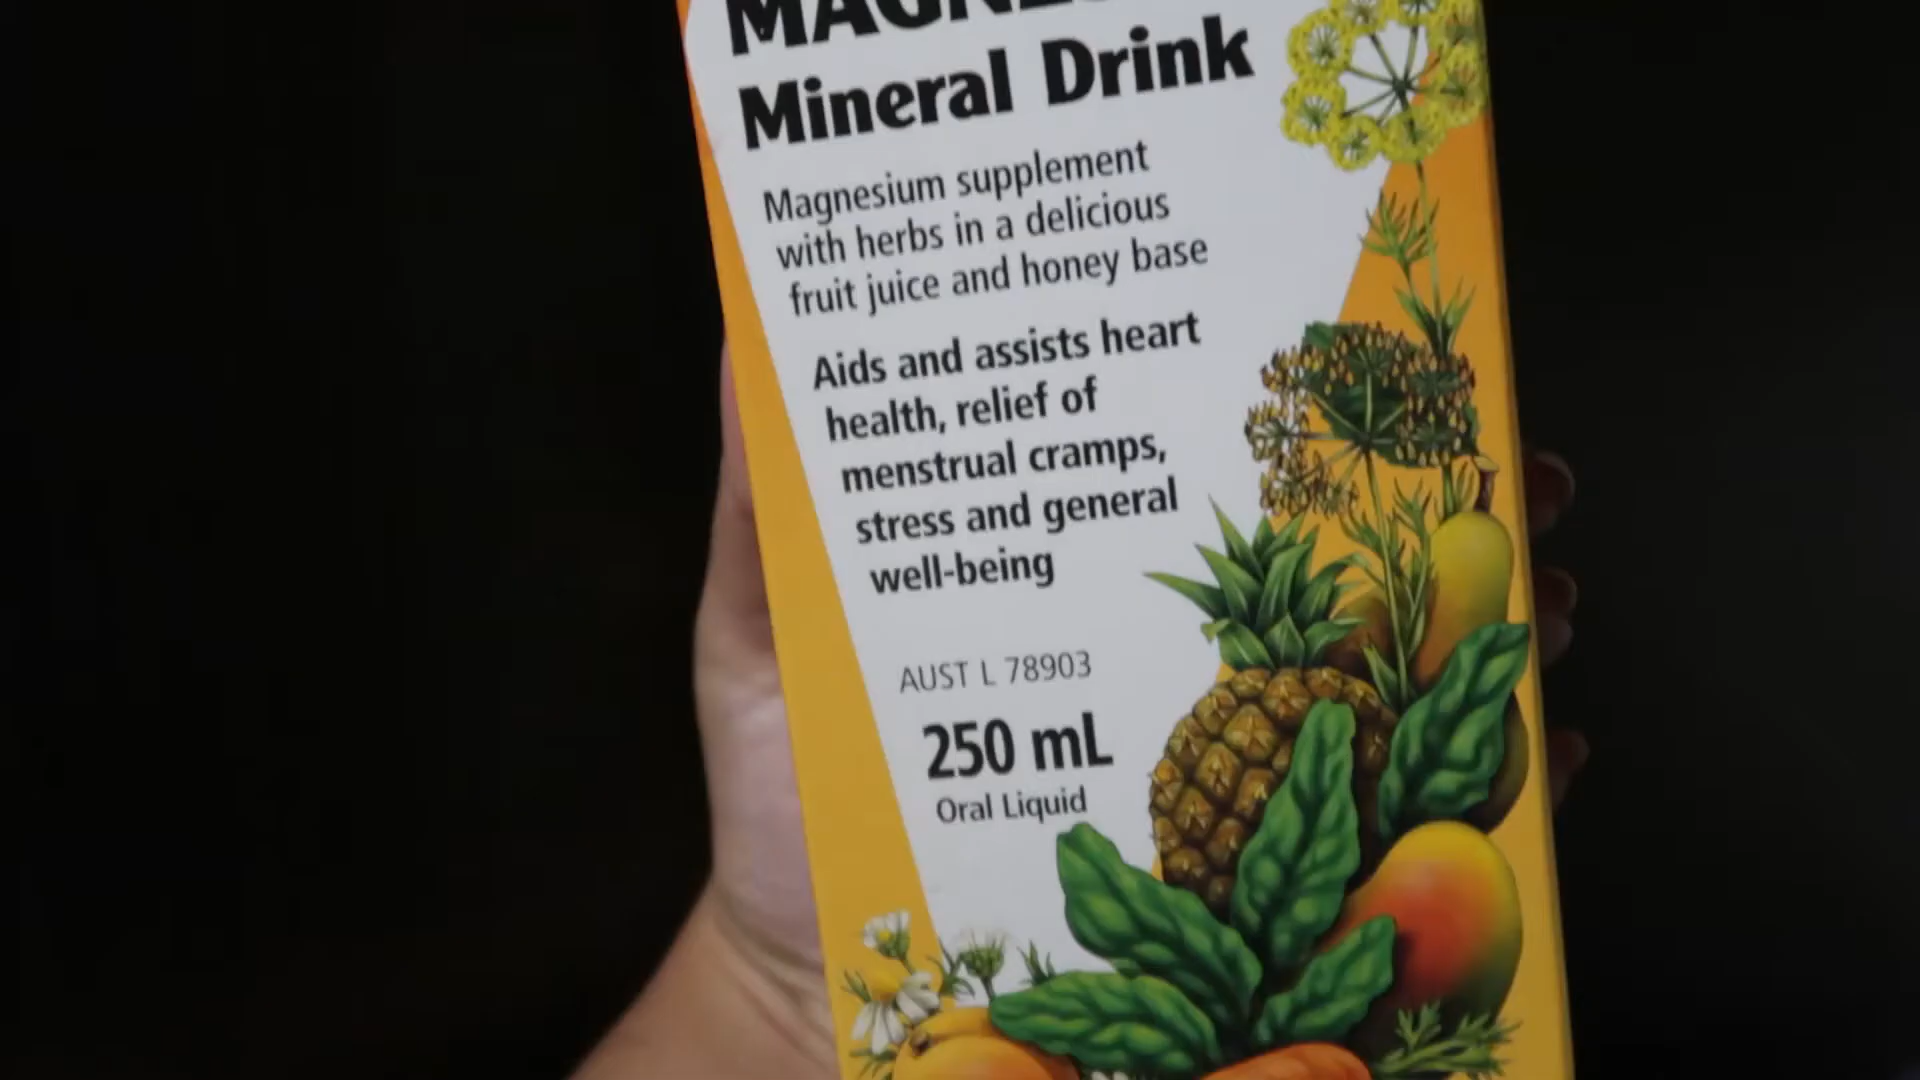 Mineral Drink
Magnesium supplement
with herbs in a delicious
fruit juice and honey base
Aids and assists heart
health, relief of
menstrual cramps,
stress and general
well-being
AUST L 78903
250 mL
Oral Liquid